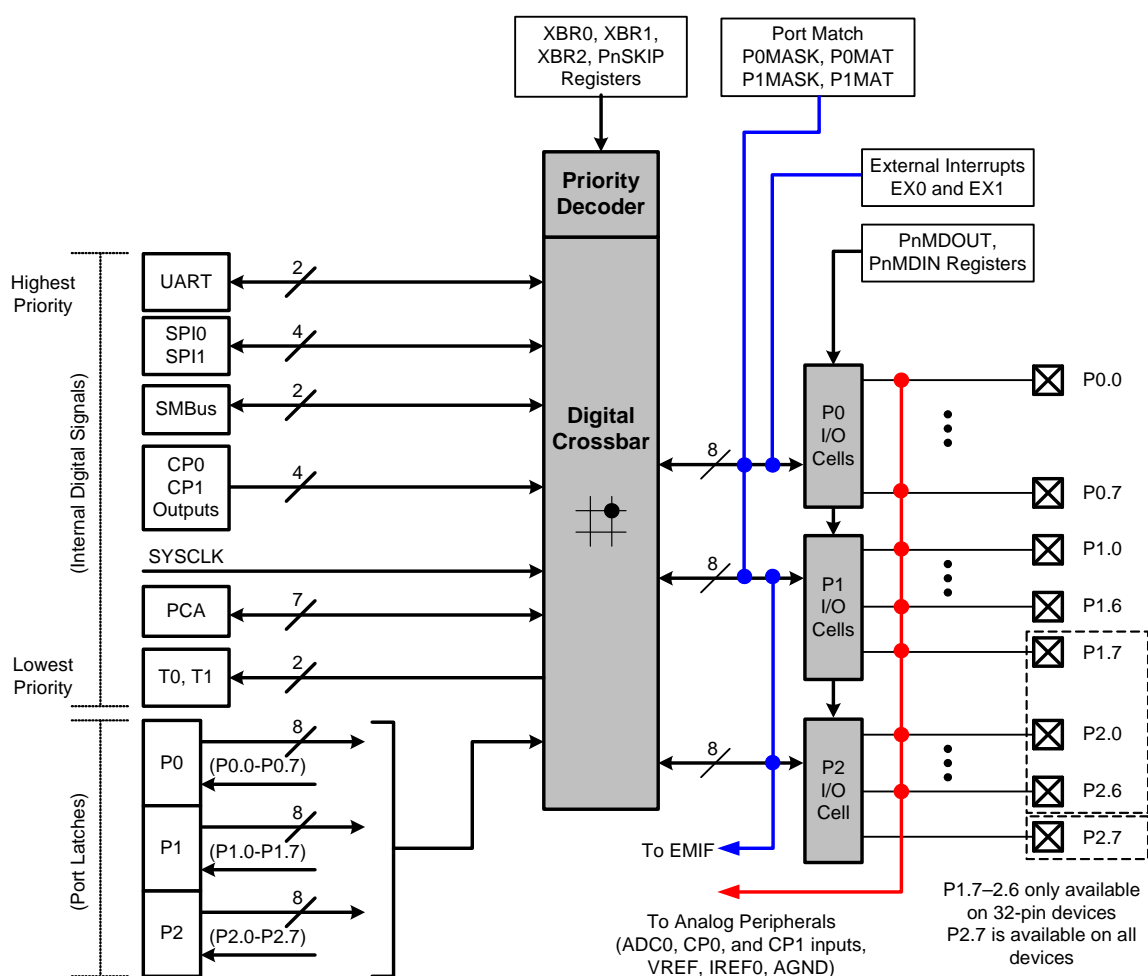 XBR0, XBR1,
XBR2, PnSKIP
Registers
Port Match
P0MASK, P0MAT
P1MASK, P1MAT
External Interrupts
EX0 and EX1
Priority
Decoder
PnMDOUT,
PnMDIN Registers
Highest
Priority
UART
2
SPI0
SPI1
4
SMBus
2
CP0
CP1
Outputs
4
SYSCLK
PCA
7
Lowest
Priority
T0, T1
2
(Internal Digital Signals)
Digital
Crossbar
8
8
8
P0
I/O
Cells
P1
I/O
Cells
P2
I/O
Cell
P0.0
P0.7
P1.0
P1.6
P1.7
P2.0
P2.6
P2.7
(Port Latches)
P0
8
(P0.0-P0.7)
P1
8
(P1.0-P1.7)
P2
8
(P2.0-P2.7)
To EMIF
To Analog Peripherals
(ADC0, CP0, and CP1 inputs,
VREF, IREF0, AGND)
P1.7–2.6 only available
on 32-pin devices
P2.7 is available on all
devices